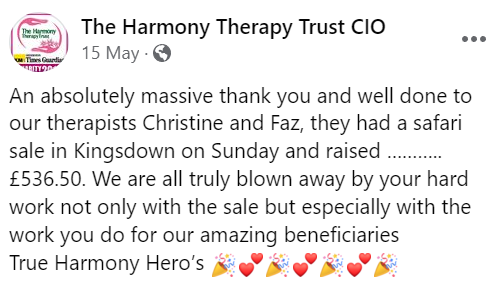 The Harmony Therapy Trust CIO
15 May ·
The Harmony
Therapy Trust
Times Guardian
An absolutely massive thank you and well done to
our therapists Christine and Faz, they had a safari
sale in Kingsdown on Sunday and raised ...........
£536.50. We are all truly blown away by your hard
work not only with the sale but especially with the
work you do for our amazing beneficiaries
True Harmony Hero’s 🎉💕🎉💕🎉💕🎉